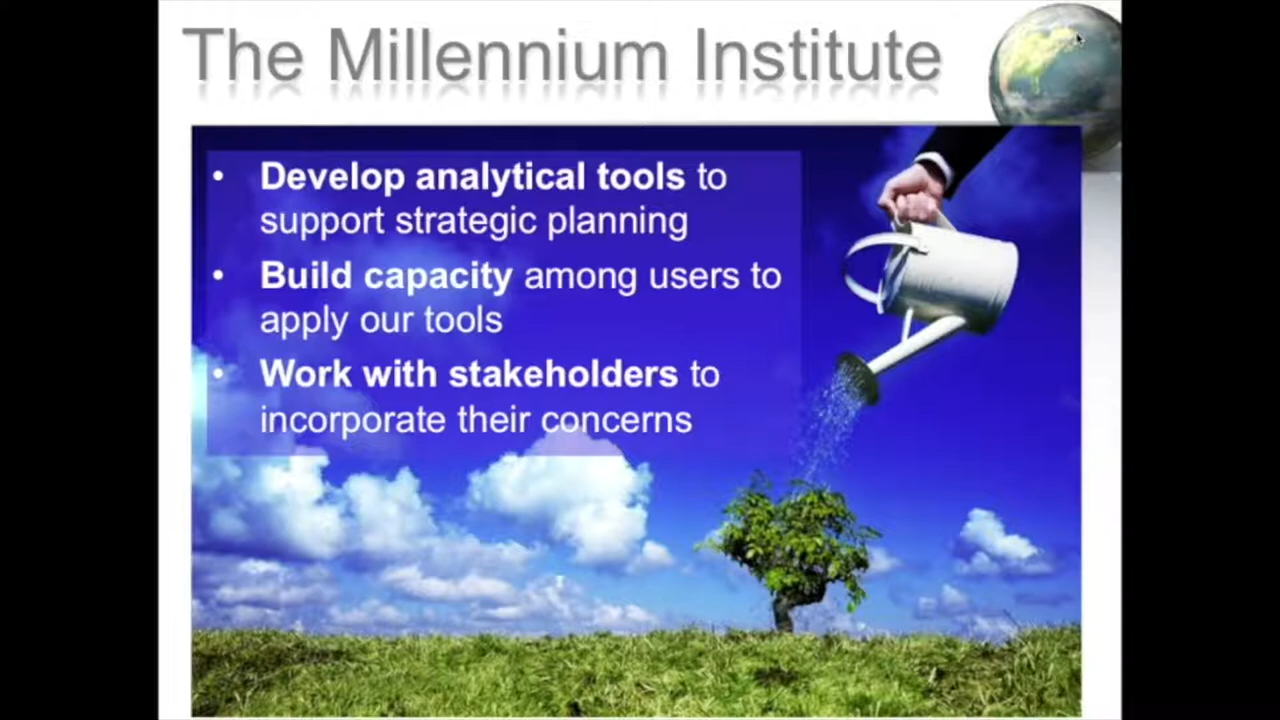 The Millennium Institute
• Develop analytical tools to
support strategic planning
• Build capacity among users to
apply our tools
• Work with stakeholders to
incorporate their concerns